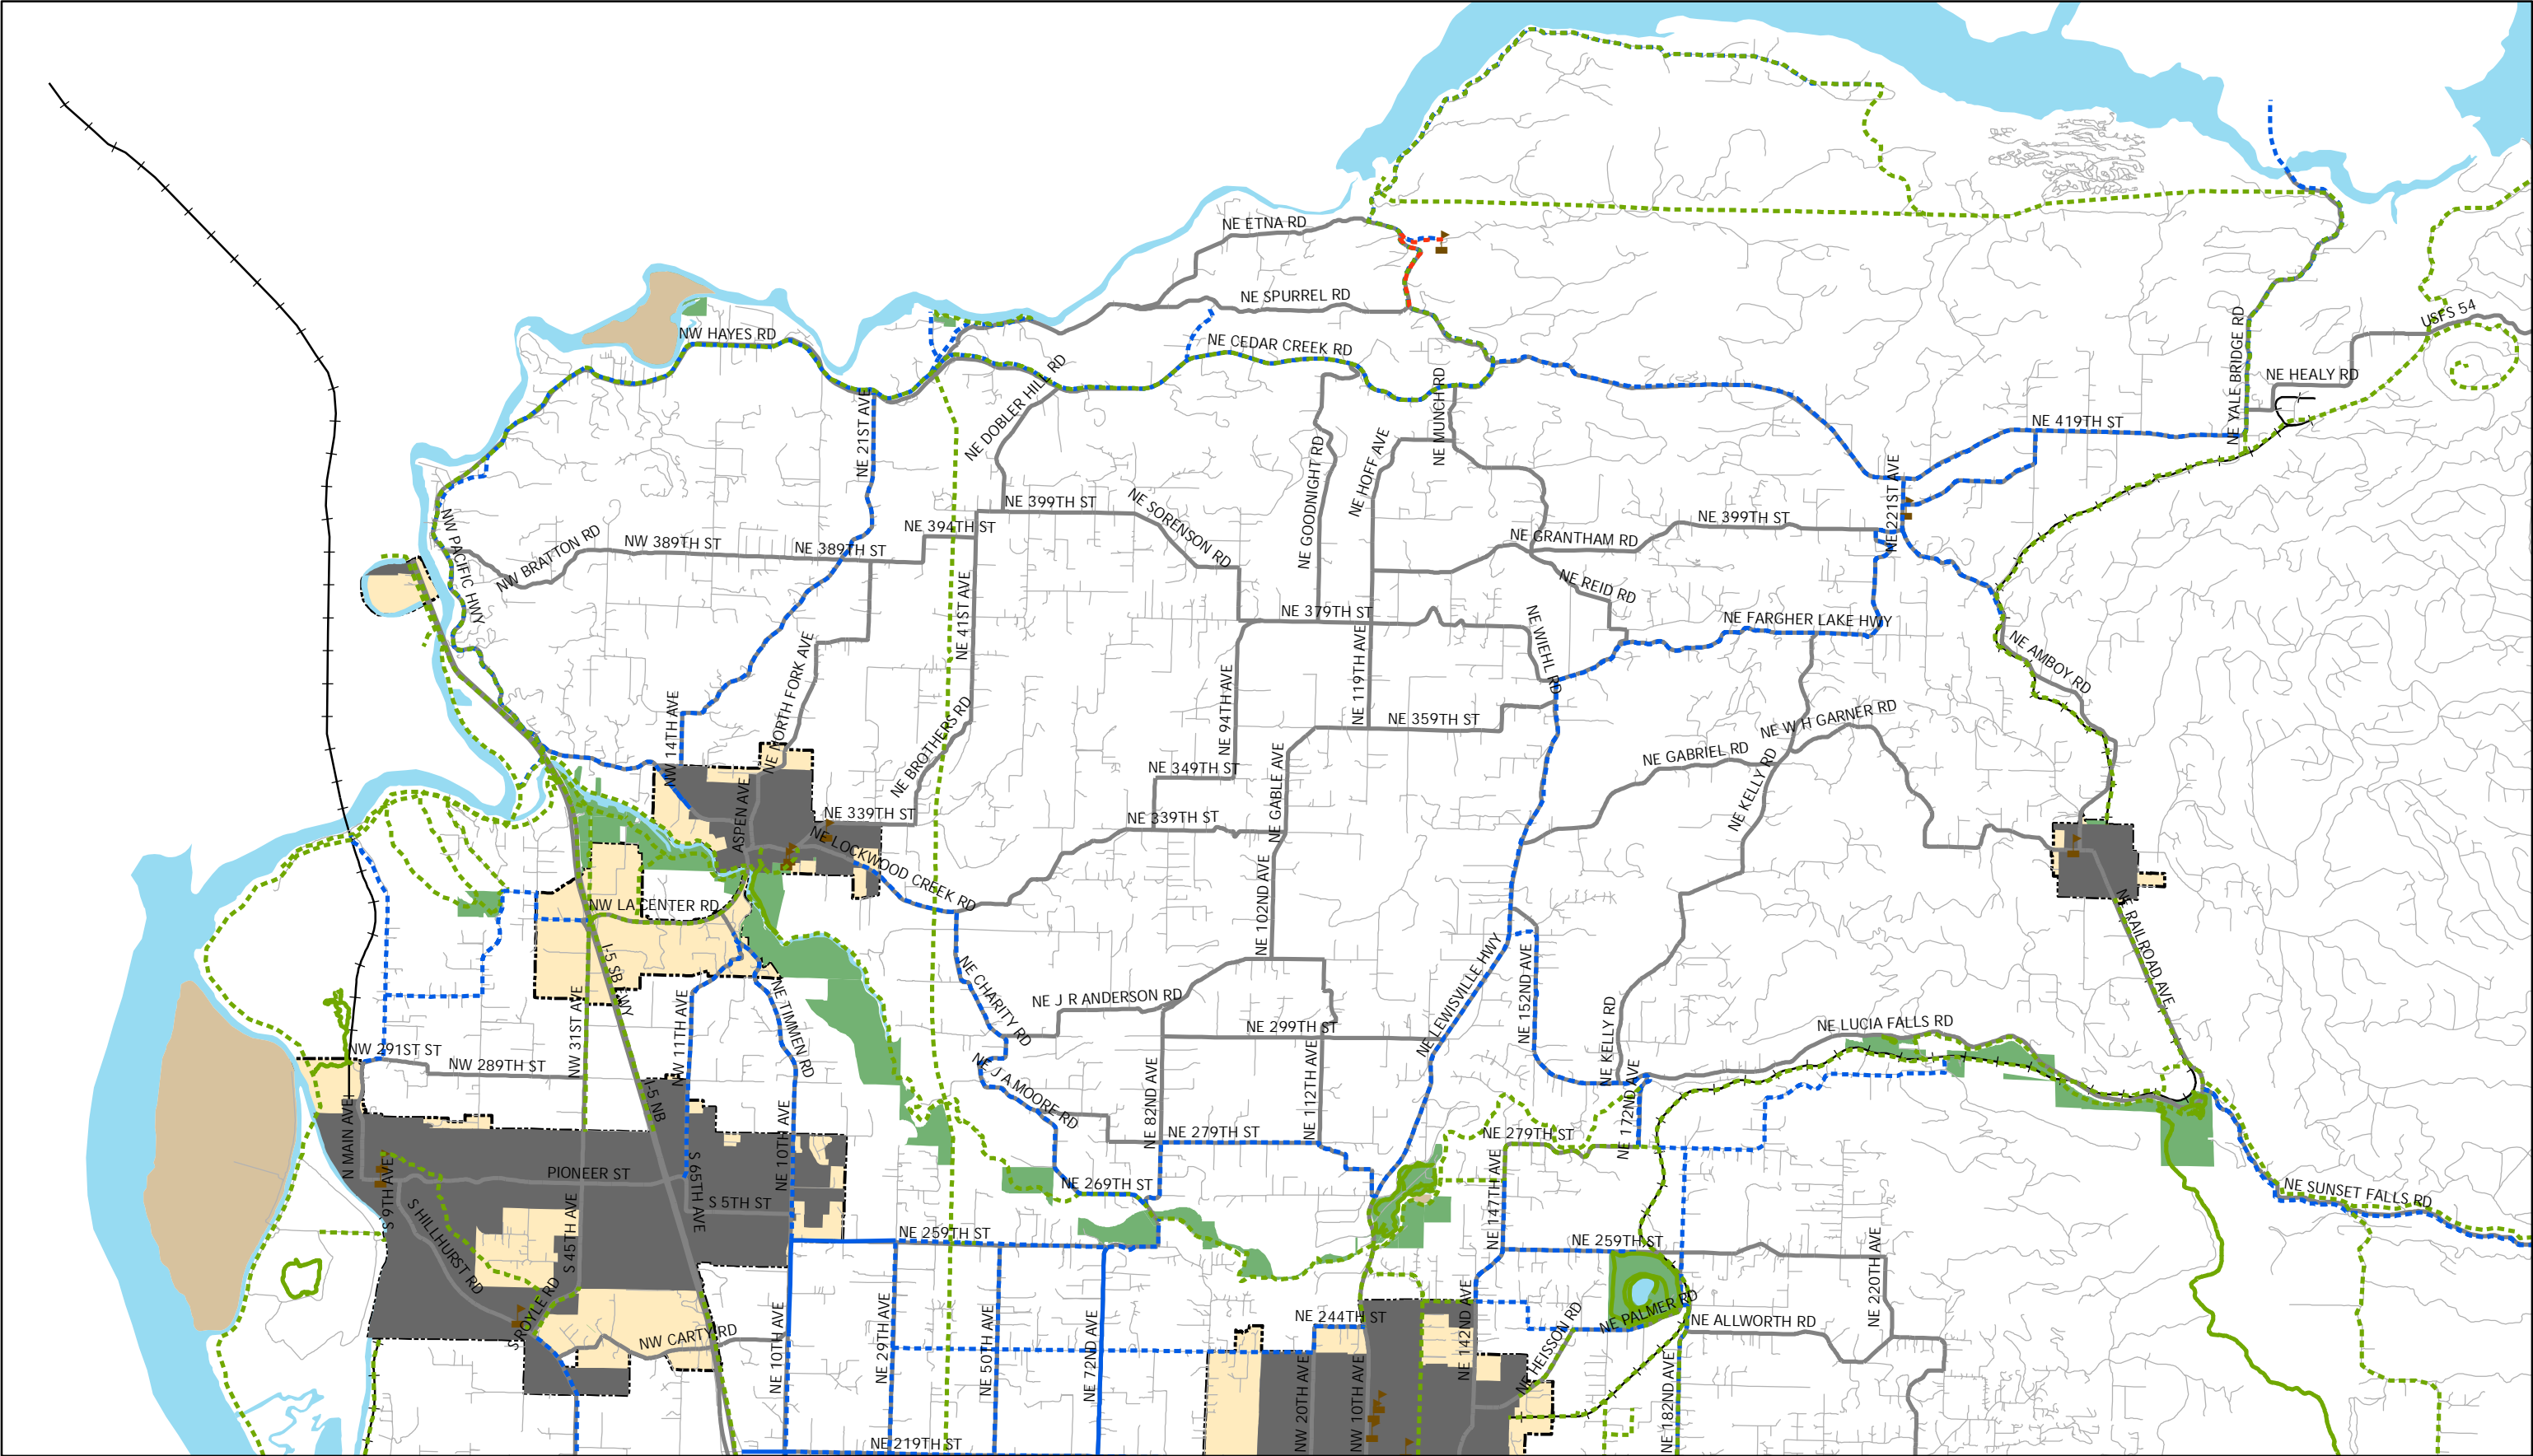 NE ETNA RD
NE SPURREL RD
USFS 54
NW HAYES RD
NE CEDAR CREEK RD
NE YALE BRIDGE RD
NE HEALY RD
NE DOBLER HILL RD
NE MUNCH RD
NE 21ST AVE
NE 419TH ST
NE GOODNIGHT RD
NE HOFF AVE
NE 221ST AVE
NE 399TH ST
NE SORENSON RD
NE 399TH ST
NW PACIFIC HWY
NE 394TH ST
NE GRANTHAM RD
NW BRATTON RD
NW 389TH ST
NE 389TH ST
NE REID RD
NE 41ST AVE
NE 379TH ST
NE FARGHER LAKE HWY
NE WIEHL RD
NE 119TH AVE
NE AMBOY RD
NE NORTH FORK AVE
NW 14TH AVE
NE 94TH AVE
NE BROTHERS RD
NE 359TH ST
NE W H GARNER RD
NE GABRIEL RD
NE KELLY RD
NE 349TH ST
NE GABLE AVE
ASPEN AVE
NE 339TH ST
NE 339TH ST
NE LOCKWOOD CREEK RD
NE 102ND AVE
NW LA CENTER RD
NE RAILROAD AVE
I-5 SB FWY
NE CHARITY RD
NE LEWISVILLE HWY
NE 152ND AVE
NE TIMMEN RD
NW 31ST AVE
NW 11TH AVE
NE J R ANDERSON RD
NE 299TH ST
NE KELLY RD
NE LUCIA FALLS RD
NW 291ST ST
NW 289TH ST
NE J A MOORE RD
NE 82ND AVE
NE 112TH AVE
NE 172ND AVE
I-5 NB
N MAIN AVE
NE 10TH AVE
NE 279TH ST
NE 279TH ST
S 9TH AVE
PIONEER ST
S 65TH AVE
NE 269TH ST
NE 147TH AVE
NE SUNSET FALLS RD
S HILLHURST RD
S 45TH AVE
S 5TH ST
NE 259TH ST
NE 259TH ST
NE 220TH AVE
S ROYLE RD
NE 10TH AVE
NE 29TH AVE
NE 50TH AVE
NE 72ND AVE
NE 244TH ST
NE 142ND AVE
NE PALMER RD
NE HEISSON RD
NE ALLWORTH RD
NW CARTY RD
NW 20TH AVE
NW 10TH AVE
NE 182ND AVE
NE 219TH ST